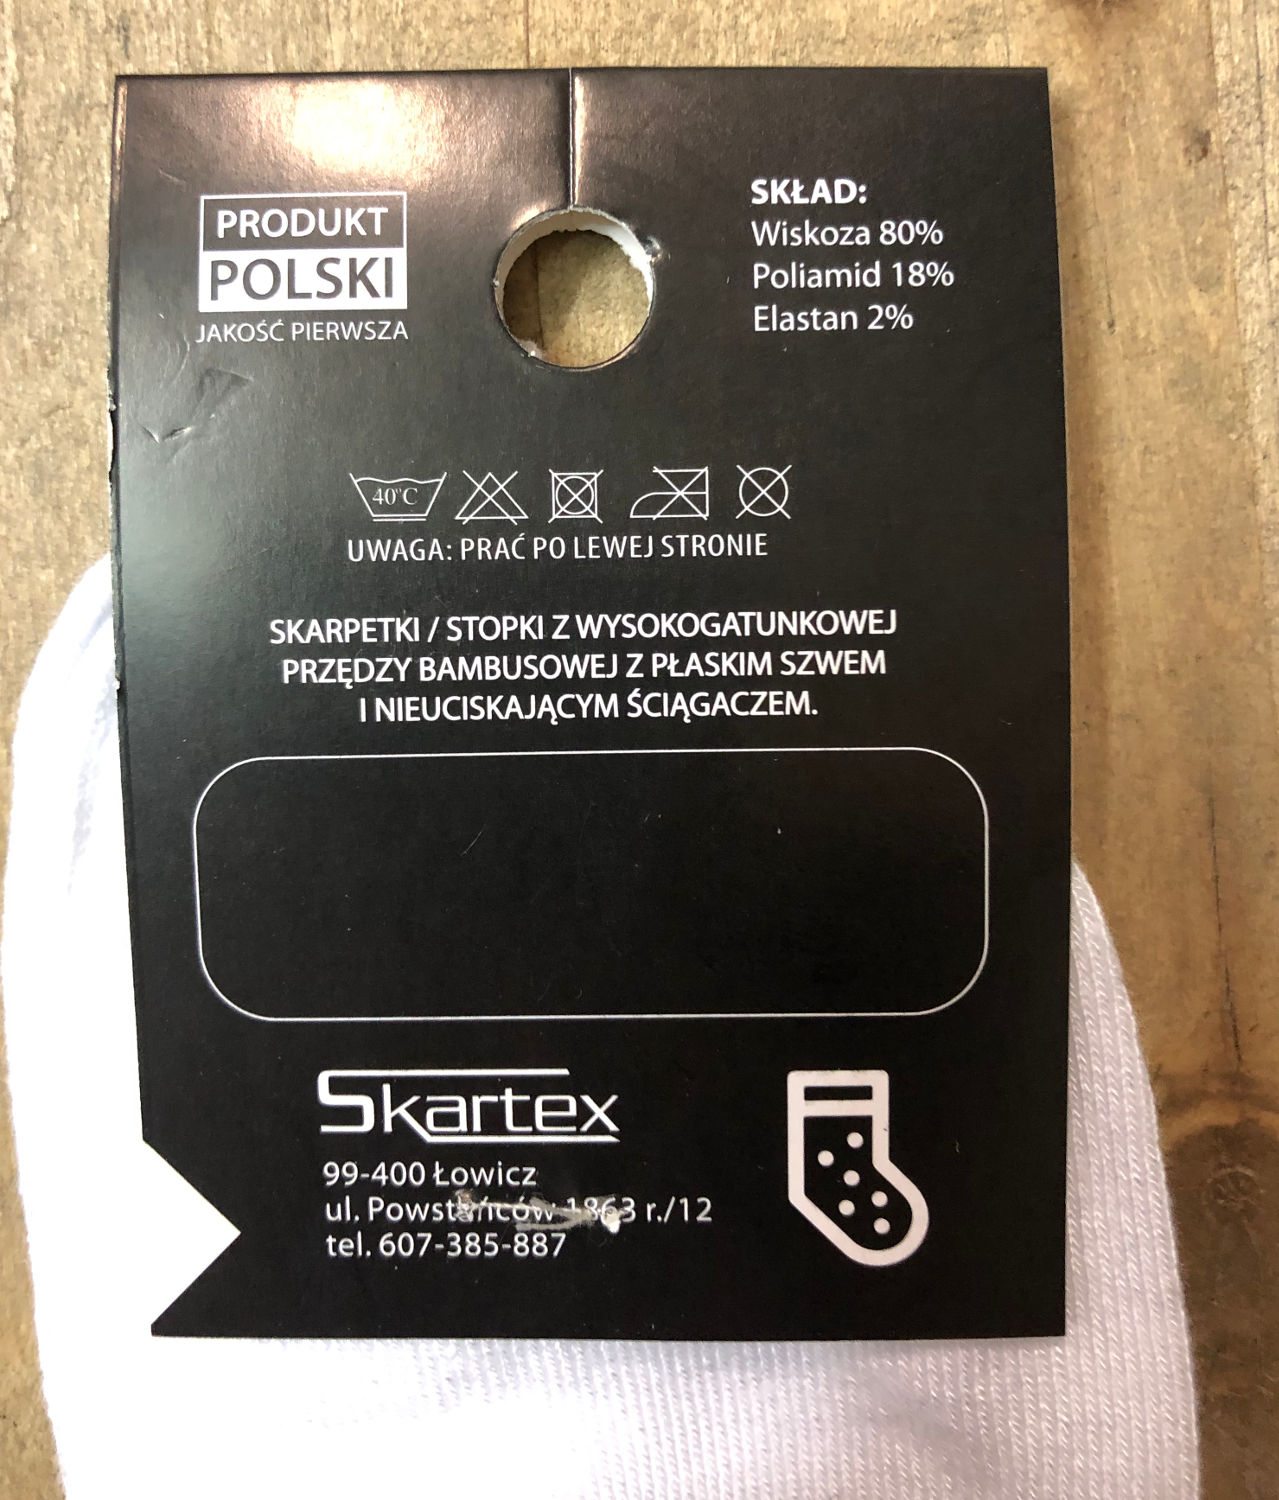 PRODUKT
POLSKI
JAKOŚĆ PIERWSZA
SKŁAD:
Wiskoza 80%
Poliamid 18%
Elastan 2%
40°C
UWAGA: PRAĆ PO LEWEJ STRONIE
SKARPETKI / STOPKI Z WYSOKOGATUNKOWEJ
PRZĘDZY BAMBUSOWEJ Z PŁASKIM SZWEM
I NIEUCISKAJĄCYM ŚCIĄGACZEM.
Skartex
99-400 Łowicz
ul. Powstańców 1863 r./12
tel. 607-385-887